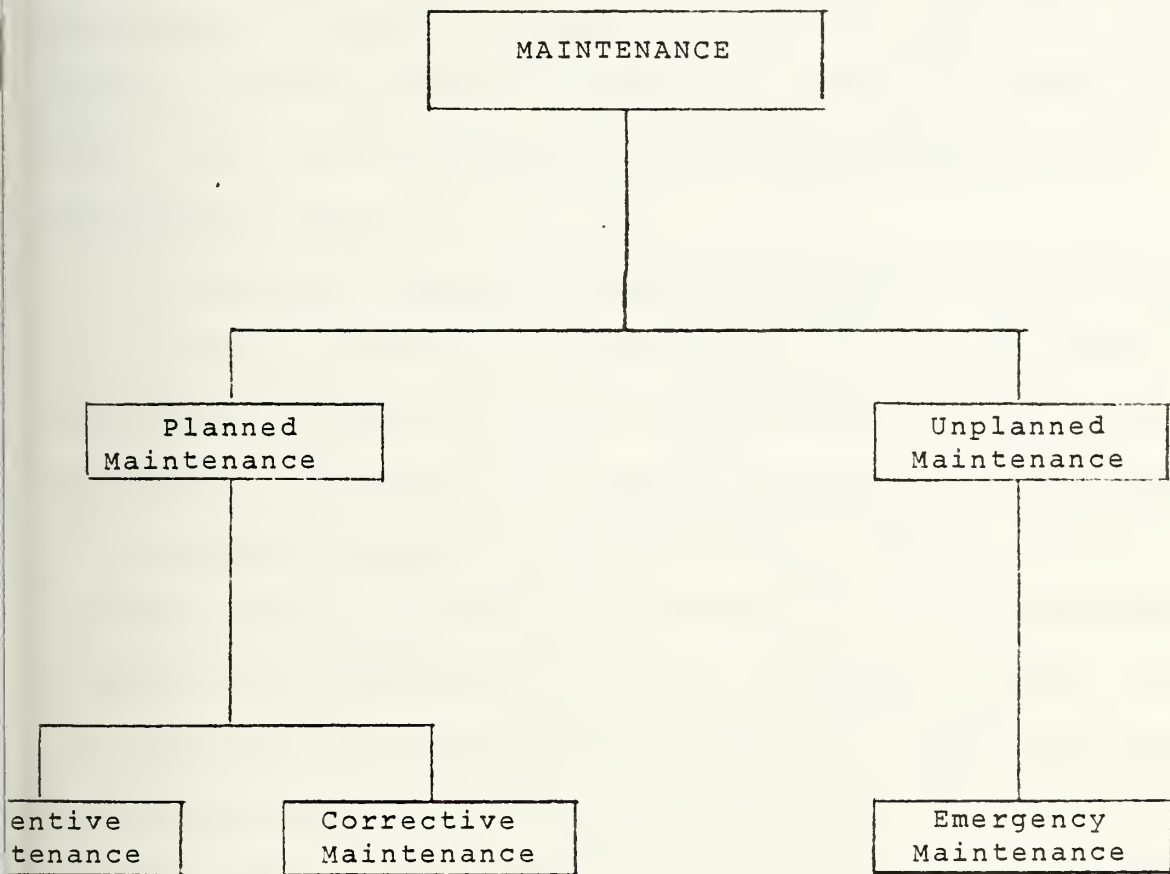 MAINTENANCE
Planned
Maintenance
Unplanned
Maintenance
entive
tenance
Corrective
Maintenance
Emergency
Maintenance